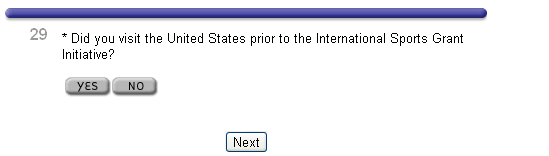 29 * Did you visit the United States prior to the International Sports Grant
Initiative?
YES NO
Next